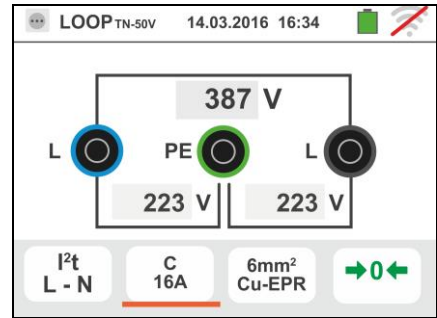 LOOP TN-50V 14.03.2016 16:34
387 V
L PE L
223 V 223 V
I²t L - N
C 16A
6mm² Cu-EPR
→0←